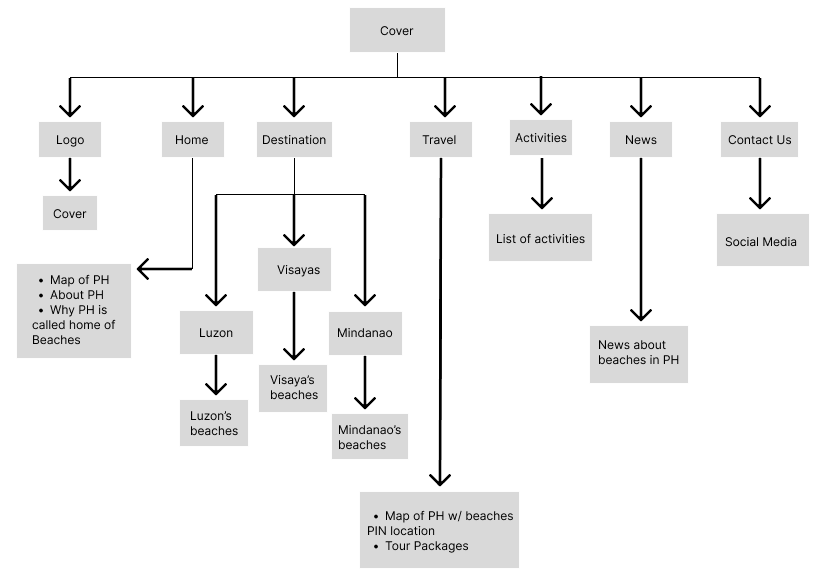 Cover
Logo
Home
Destination
Travel
Activities
News
Contact Us
Cover
List of activities
Social Media
Visayas
• Map of PH
• About PH
• Why PH is
called home of
Beaches
Luzon
Mindanao
News about
beaches in PH
Visaya's
beaches
Luzon's
beaches
Mindanao's
beaches
• Map of PH w/ beaches
PIN location
• Tour Packages